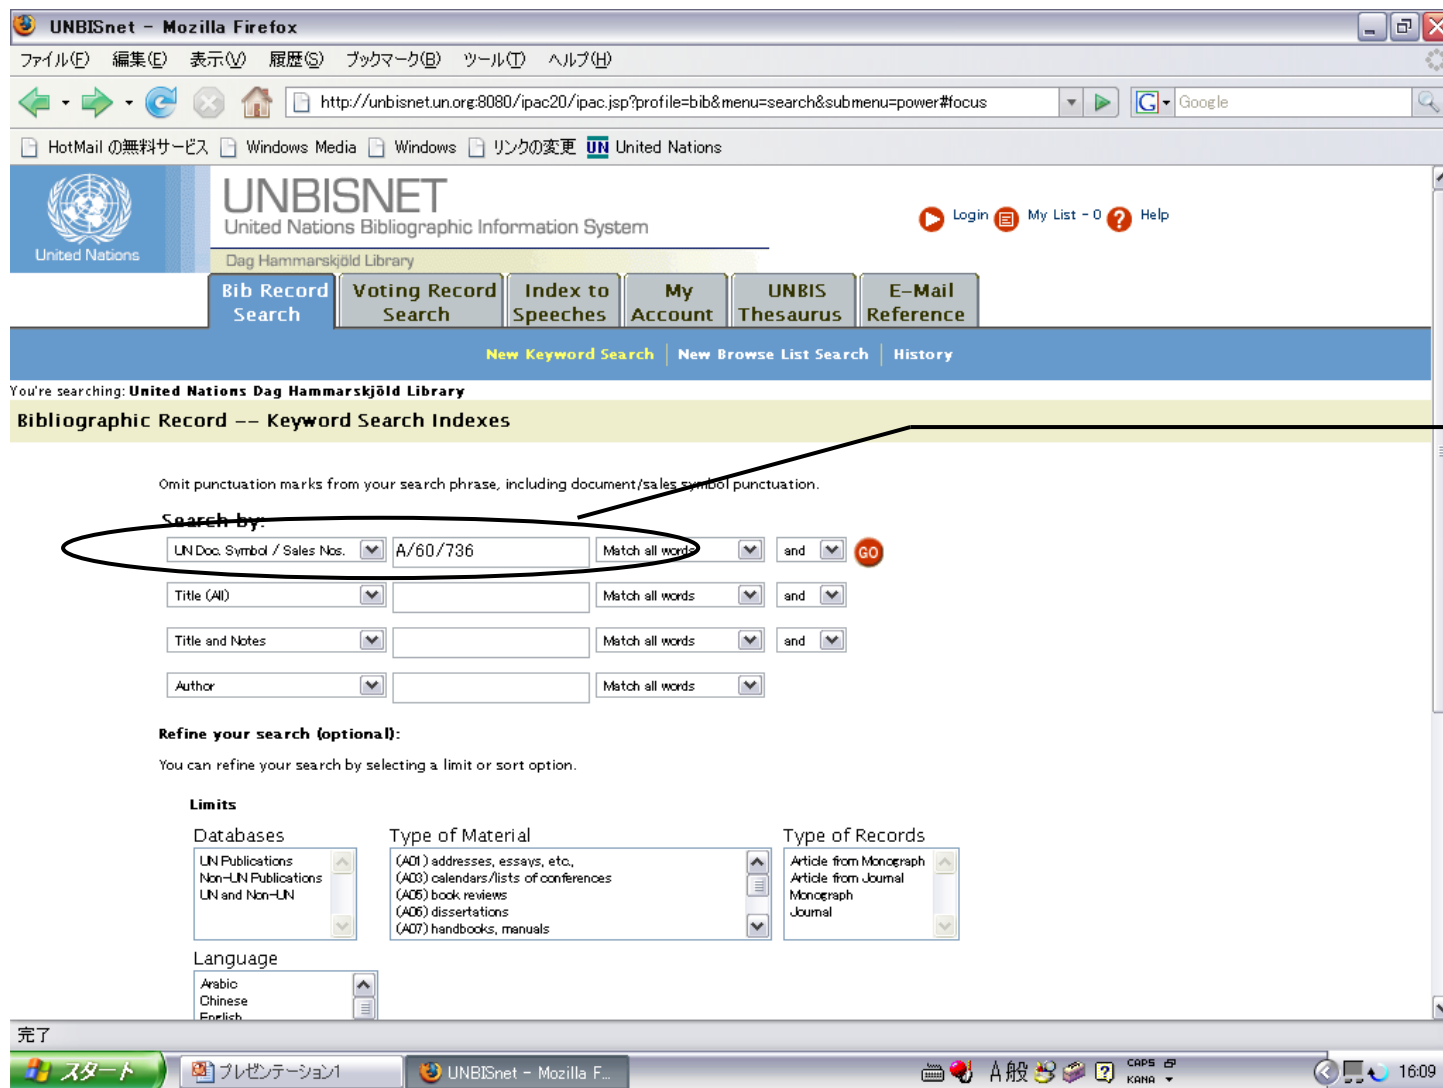 UNBISnet - Mozilla Firefox
ファイル(F) 編集(E) 表示(V) 履歴(S) ブックマーク(B) ツール(T) ヘルプ(H)
http://unbisnet.un.org:8080/ipac20/ipac.jsp?profile=bib&menu=search&submenu=power#focus
Google
HotMail の無料サービス Windows Media Windows リンクの変更 UN United Nations
UNBISNET
United Nations Bibliographic Information System
Login My List - 0 Help
United Nations
Dag Hammarskjöld Library
Bib Record Search
Voting Record Search
Index to Speeches
My Account
UNBIS Thesaurus
E-Mail Reference
New Keyword Search | New Browse List Search | History
You're searching: United Nations Dag Hammarskjöld Library
Bibliographic Record -- Keyword Search Indexes
Omit punctuation marks from your search phrase, including document/sales symbol punctuation.
Search by:
UN Doc. Symbol / Sales Nos. A/60/736 Match all words and GO
Title (All) Match all words and
Title and Notes Match all words and
Author Match all words
Refine your search (optional):
You can refine your search by selecting a limit or sort option.
Limits
Databases
UN Publications
Non-UN Publications
UN and Non-UN
Type of Material
(A01) addresses, essays, etc.,
(A03) calendars/lists of conferences
(A05) book reviews
(A06) dissertations
(A07) handbooks, manuals
Type of Records
Article from Monograph
Article from Journal
Monograph
Journal
Language
Arabic
Chinese
English
完了
スタート プレゼンテーション1 UNBISnet - Mozilla F... A 般 CAPS KANA 16:09